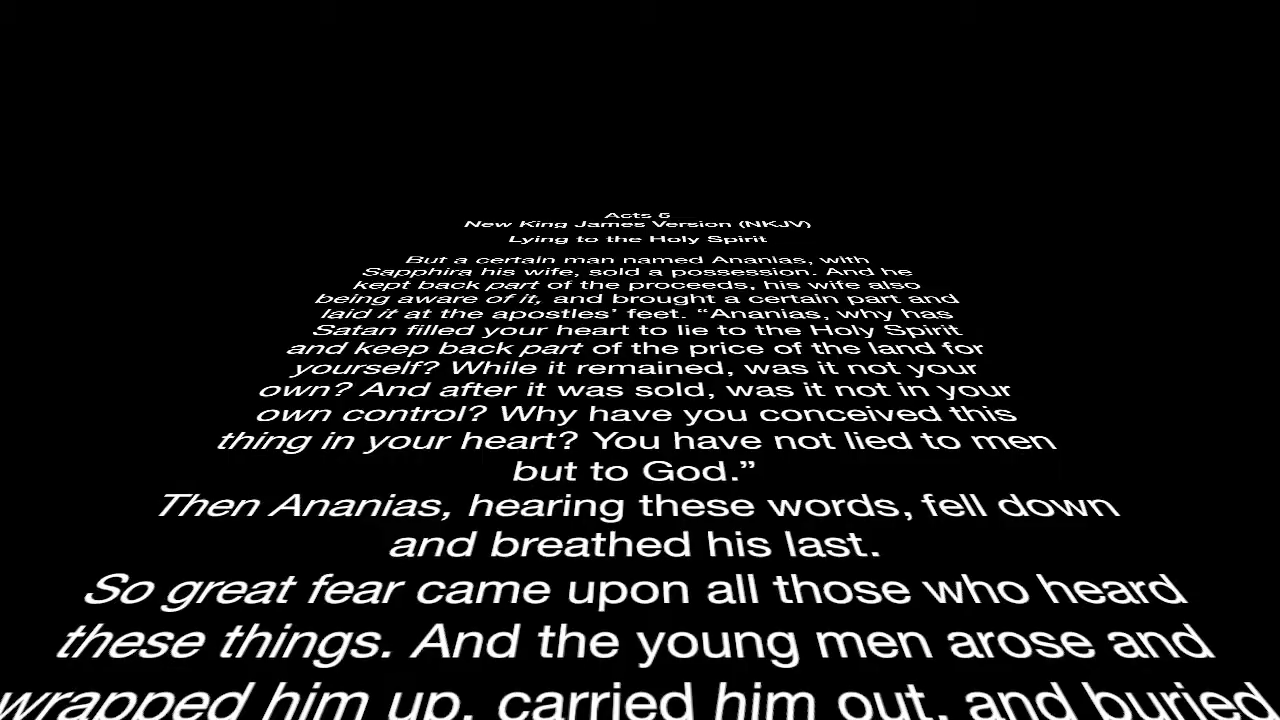 Acts 5
New King James Version (NKJV)
Lying to the Holy Spirit
But a certain man named Ananias, with
Sapphira his wife, sold a possession. And he
kept back part of the proceeds, his wife also
being aware of it, and brought a certain part and
laid it at the apostles’ feet. “Ananias, why has
Satan filled your heart to lie to the Holy Spirit
and keep back part of the price of the land for
yourself? While it remained, was it not your
own? And after it was sold, was it not in your
own control? Why have you conceived this
thing in your heart? You have not lied to men
but to God.”
Then Ananias, hearing these words, fell down
and breathed his last.
So great fear came upon all those who heard
these things. And the young men arose and
wrapped him up, carried him out, and buried